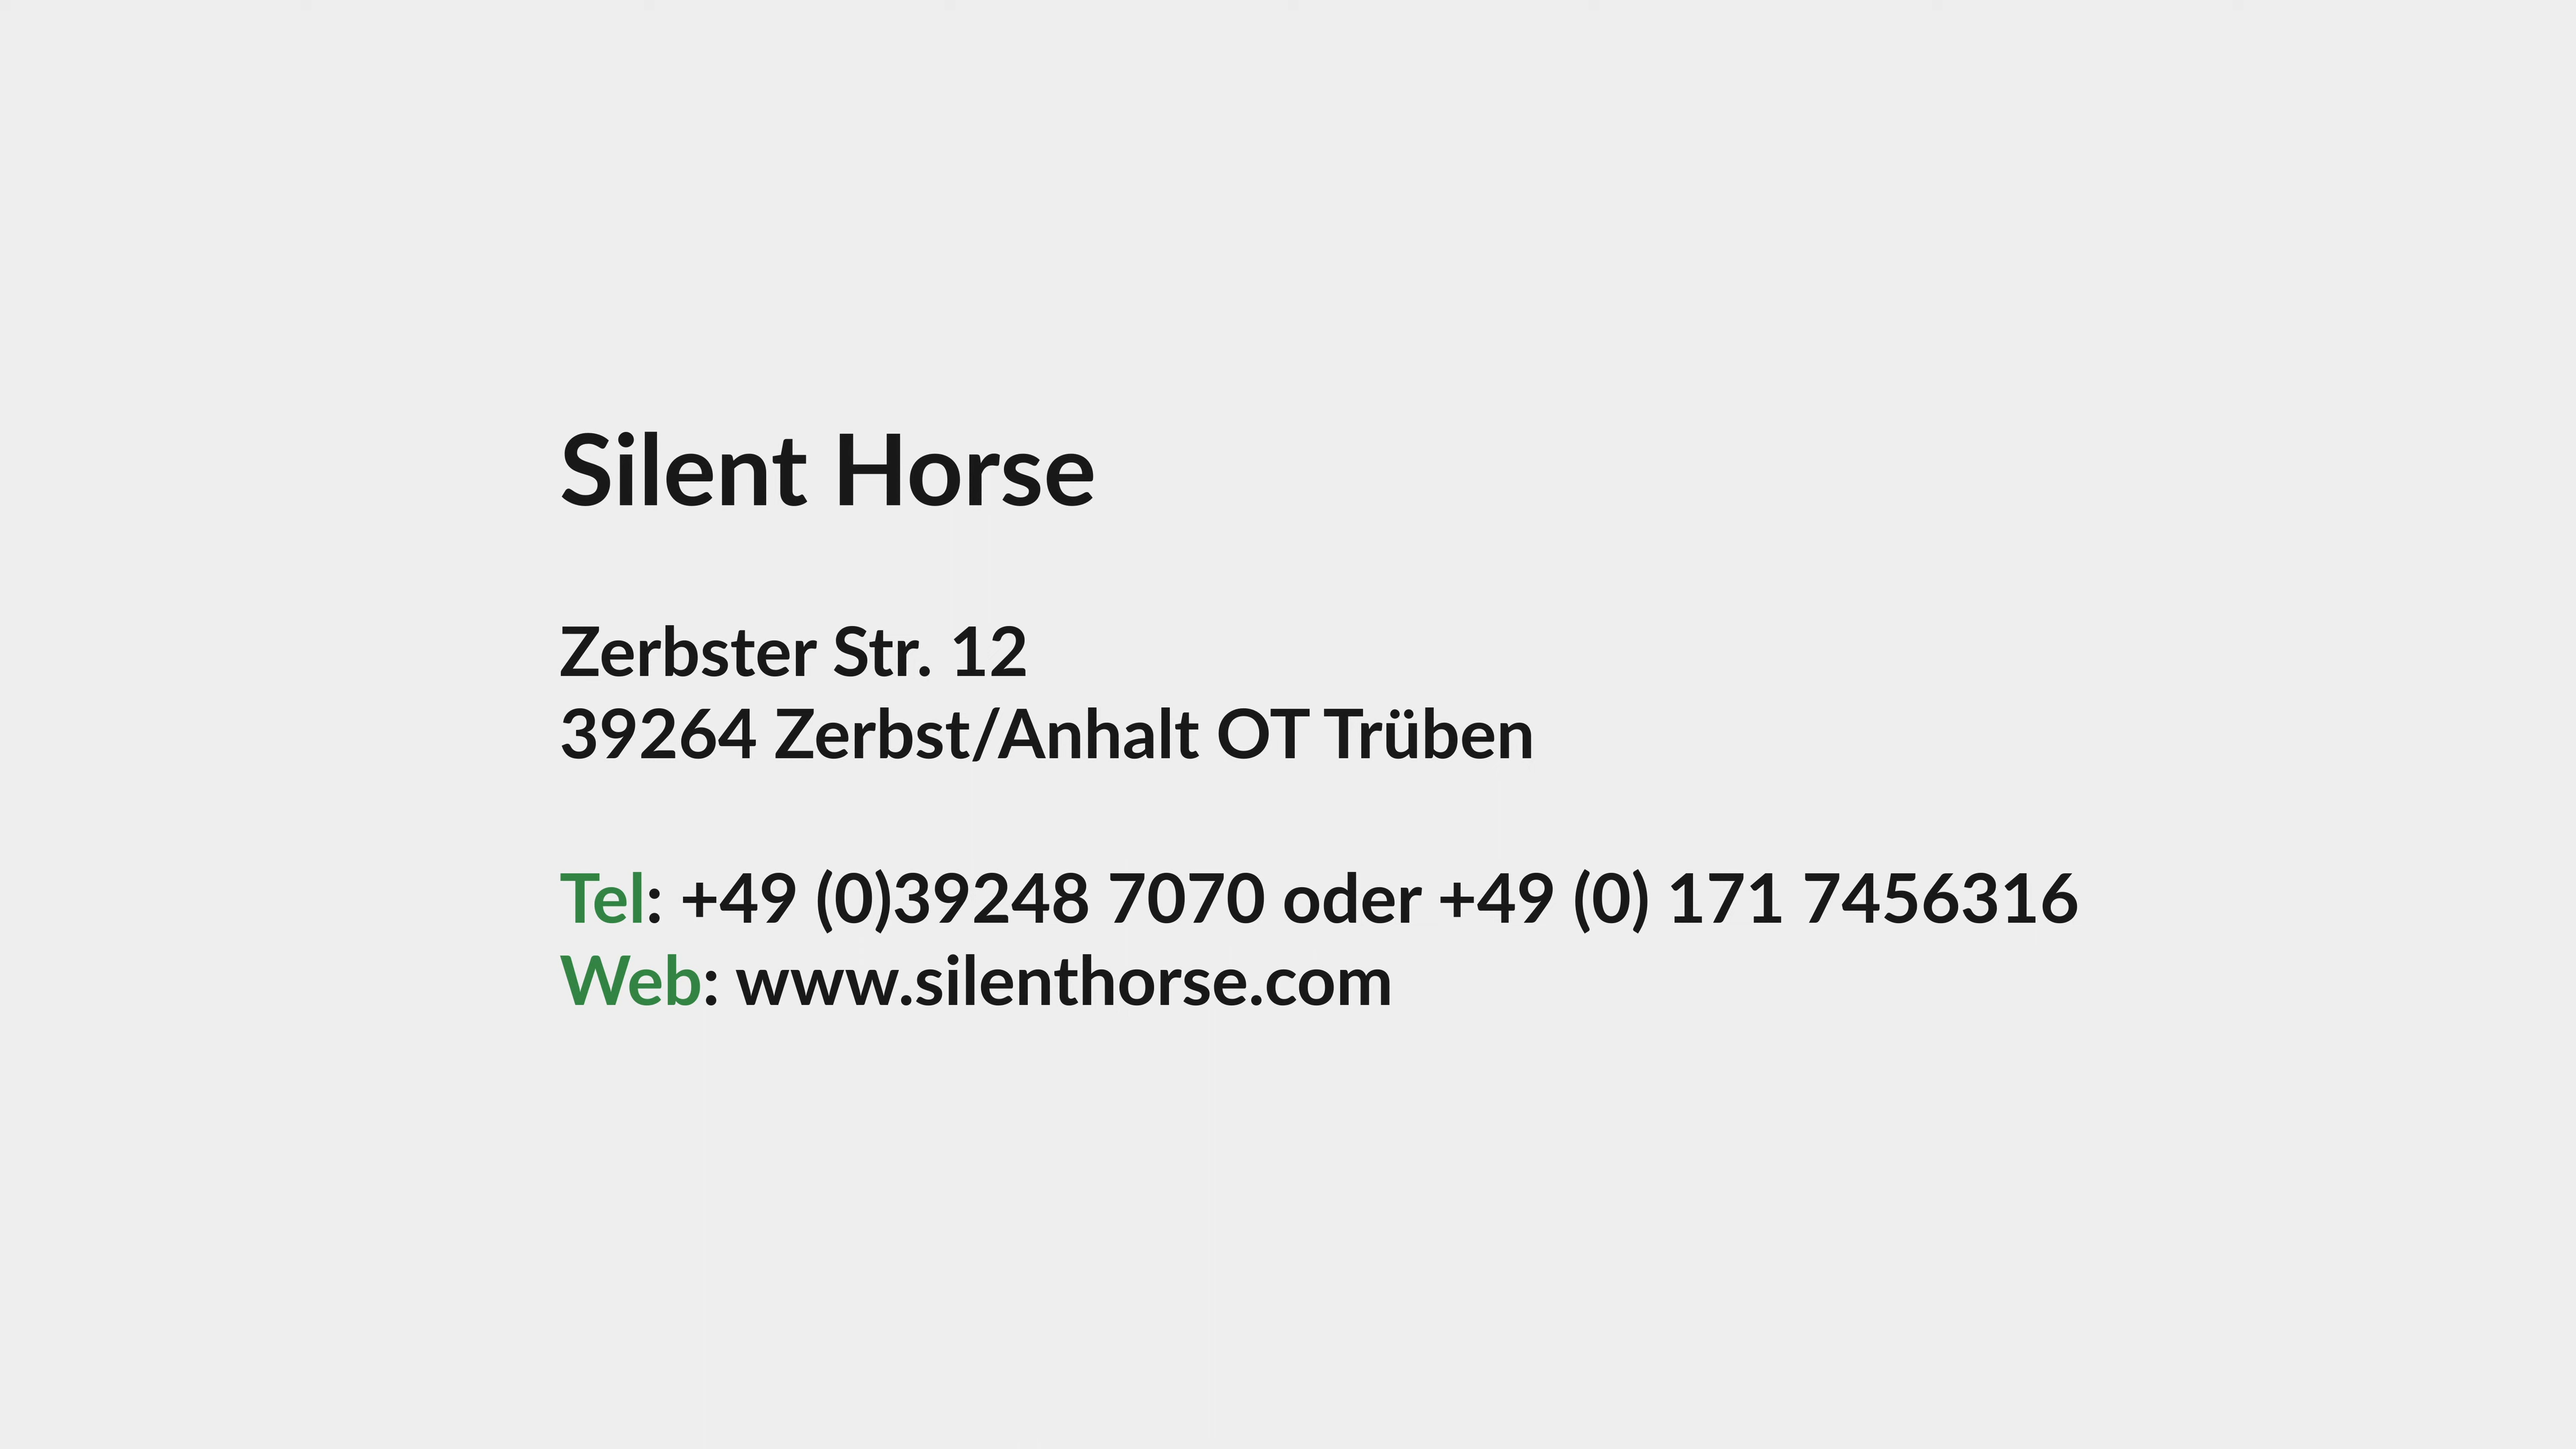 Silent Horse
Zerbster Str. 12
39264 Zerbst/Anhalt OT Trüben
Tel: +49 (0)39248 7070 oder +49 (0) 171 7456316
Web: www.silenthorse.com